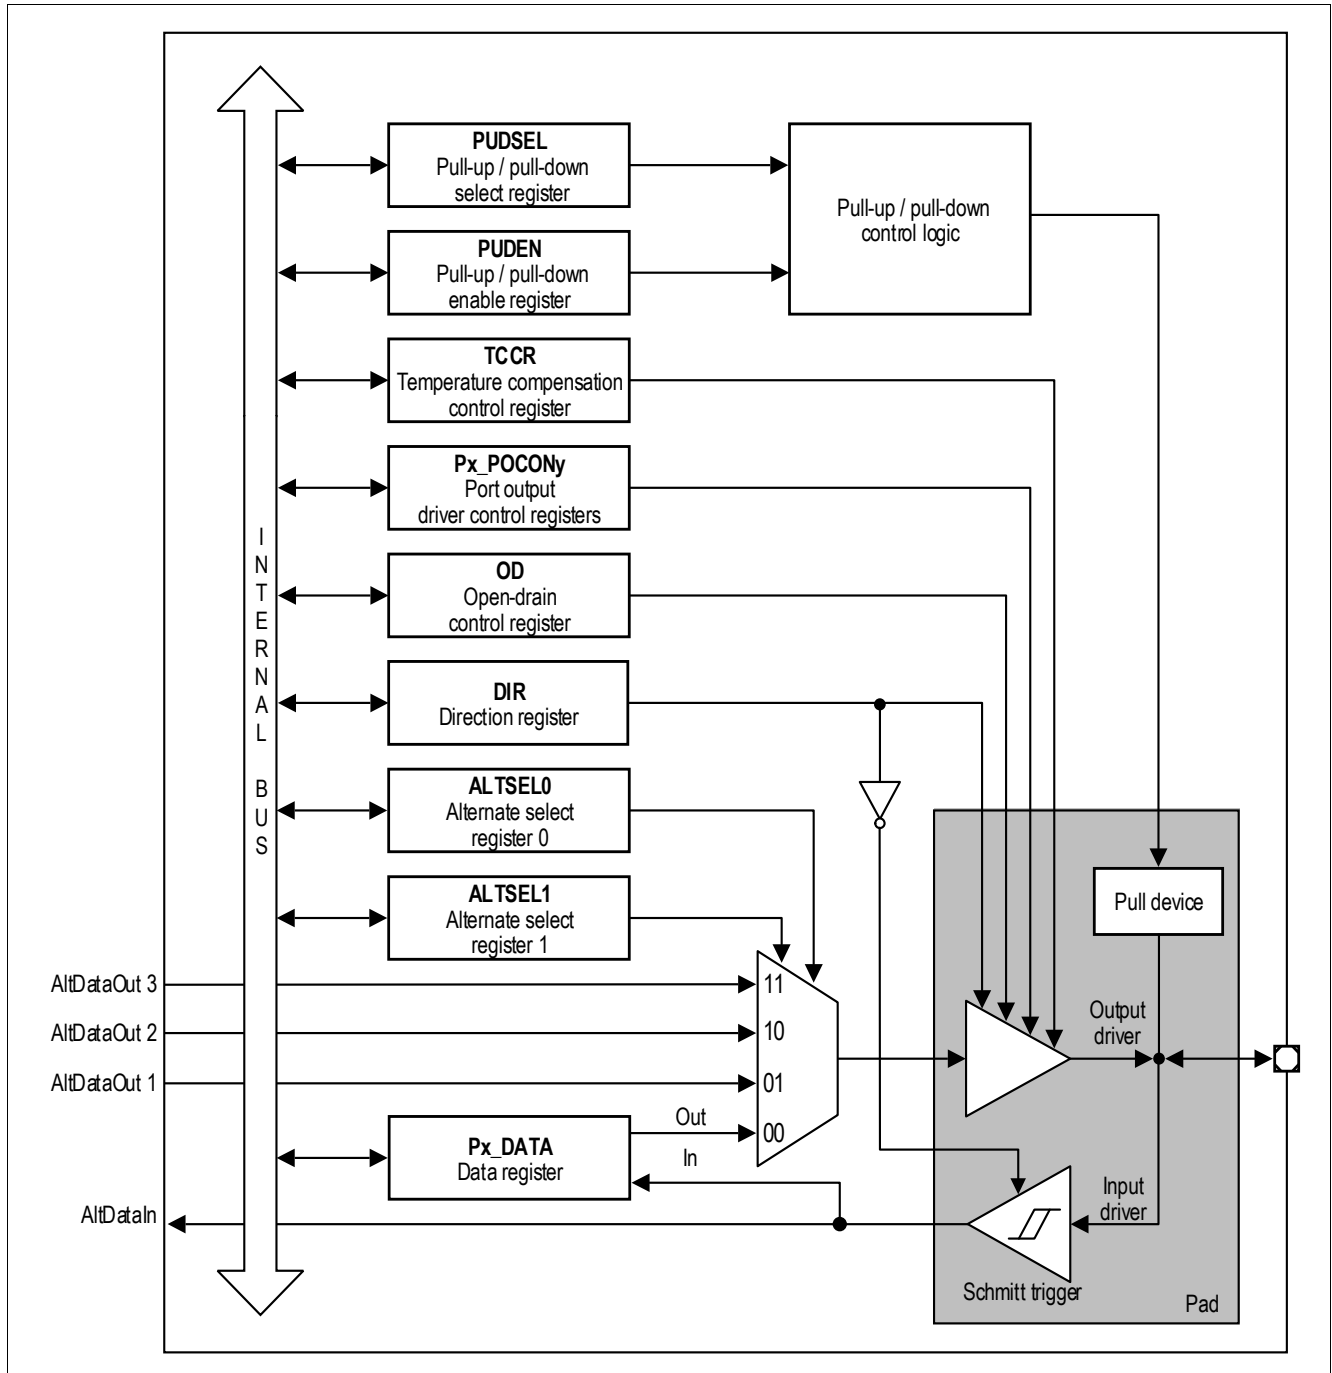 PUDSEL
Pull-up / pull-down
select register
Pull-up / pull-down
control logic
PUDEN
Pull-up / pull-down
enable register
TCCR
Temperature compensation
control register
Px_POCONy
Port output
driver control registers
OD
Open-drain
control register
INTERNAL BUS
DIR
Direction register
ALTSEL0
Alternate select
register 0
ALTSEL1
Alternate select
register 1
Pull device
AltDataOut 3
11
AltDataOut 2
10
Output
driver
AltDataOut 1
01
Out
00
Px_DATA
Data register
In
AltDataIn
Input
driver
Schmitt trigger
Pad